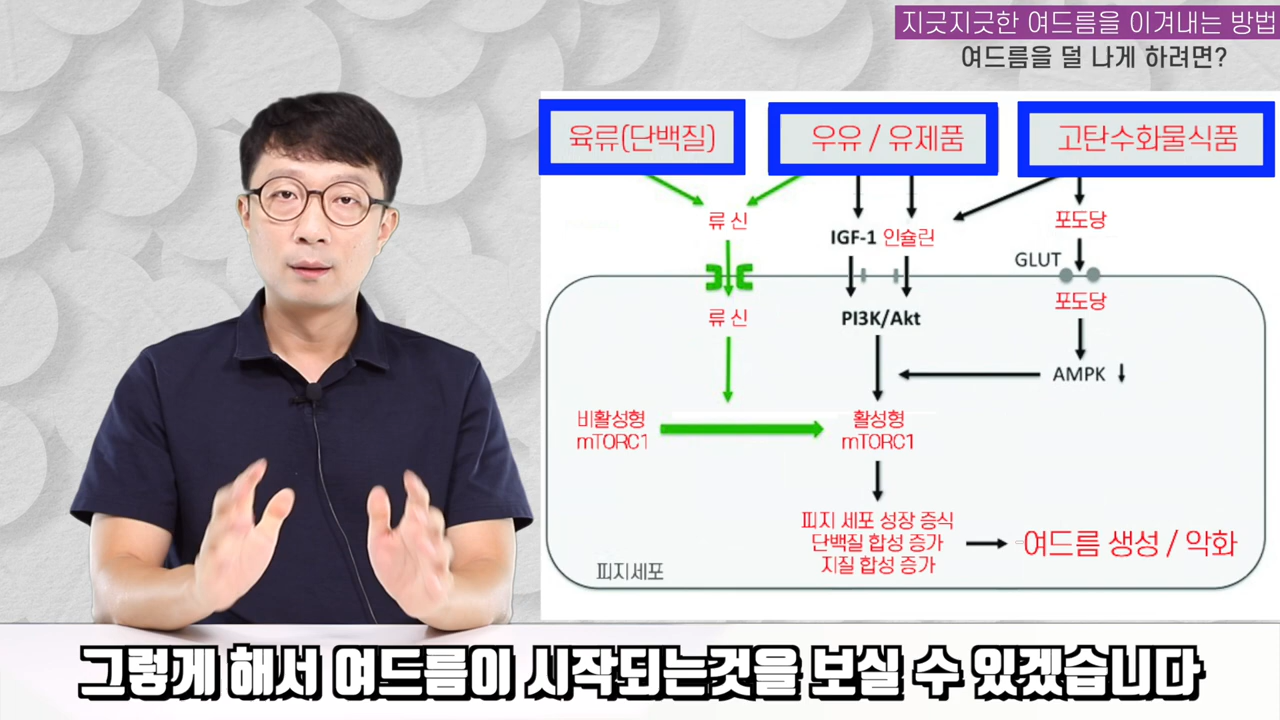 지긋지긋한 여드름을 이겨내는 방법
여드름을 덜 나게 하려면?
육류(단백질)
우유 / 유제품
고탄수화물식품
류 신
IGF-1 인슐린
포도당
GLUT
류 신
PI3K/Akt
포도당
AMPK
비활성형
mTORC1
활성형
mTORC1
피지 세포 성장 증식
단백질 합성 증가
지질 합성 증가
여드름 생성 / 악화
피지세포
그렇게 해서 여드름이 시작되는것을 보실 수 있겠습니다